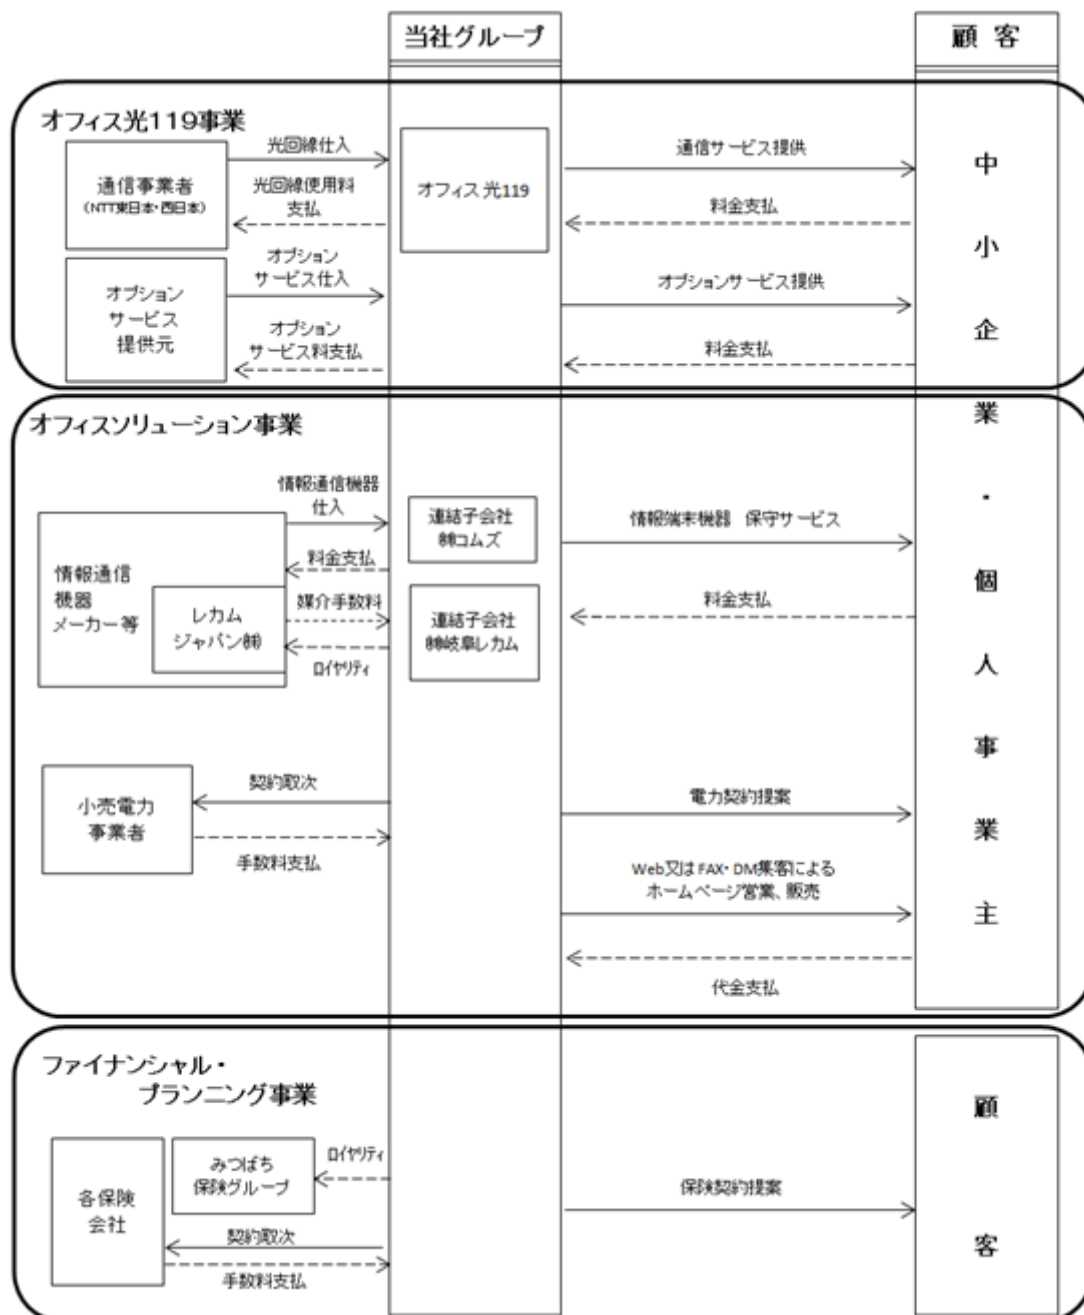 当社グループ
顧 客
オフィス光119事業
通信事業者
(NTT東日本・西日本)
光回線仕入
光回線使用料
支払
オフィス光119
通信サービス提供
料金支払
オプション
サービス
提供元
オプション
サービス仕入
オプション
サービス料支払
オプションサービス提供
料金支払
中小企業・個人事業主
オフィスソリューション事業
情報通信
機器
メーカー等
レカム
ジャパン㈱
情報通信機器
仕入
料金支払
媒介手数料
ロイヤリティ
連結子会社
㈱コムズ
連結子会社
㈱岐阜レカム
情報端末機器 保守サービス
料金支払
小売電力
事業者
契約取次
手数料支払
電力契約提案
Web又はFAX・DM集客による
ホームページ営業、販売
代金支払
ファイナンシャル・
プランニング事業
各保険
会社
みつばち
保険グループ
ロイヤリティ
契約取次
手数料支払
保険契約提案
顧客